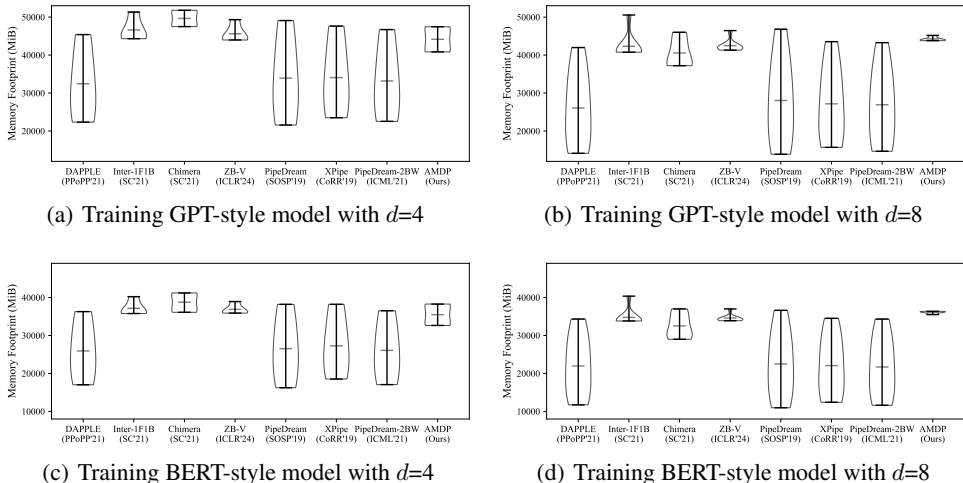 50000
40000
30000
20000
Memory Footprint (MiB)
DAPPLE Inter-1F1B Chimera ZB-V PipeDream XPipe PipeDream-2BW AMDP
(PPoPP'21) (SC'21) (SC'21) (ICLR'24) (SOSP'19) (CoRR'19) (ICML'21) (Ours)
(a) Training GPT-style model with d=4
50000
40000
30000
20000
Memory Footprint (MiB)
DAPPLE Inter-1F1B Chimera ZB-V PipeDream XPipe PipeDream-2BW AMDP
(PPoPP'21) (SC'21) (SC'21) (ICLR'24) (SOSP'19) (CoRR'19) (ICML'21) (Ours)
(b) Training GPT-style model with d=8
40000
30000
20000
10000
Memory Footprint (MiB)
DAPPLE Inter-1F1B Chimera ZB-V PipeDream XPipe PipeDream-2BW AMDP
(PPoPP'21) (SC'21) (SC'21) (ICLR'24) (SOSP'19) (CoRR'19) (ICML'21) (Ours)
(c) Training BERT-style model with d=4
40000
30000
20000
10000
Memory Footprint (MiB)
DAPPLE Inter-1F1B Chimera ZB-V PipeDream XPipe PipeDream-2BW AMDP
(PPoPP'21) (SC'21) (SC'21) (ICLR'24) (SOSP'19) (CoRR'19) (ICML'21) (Ours)
(d) Training BERT-style model with d=8